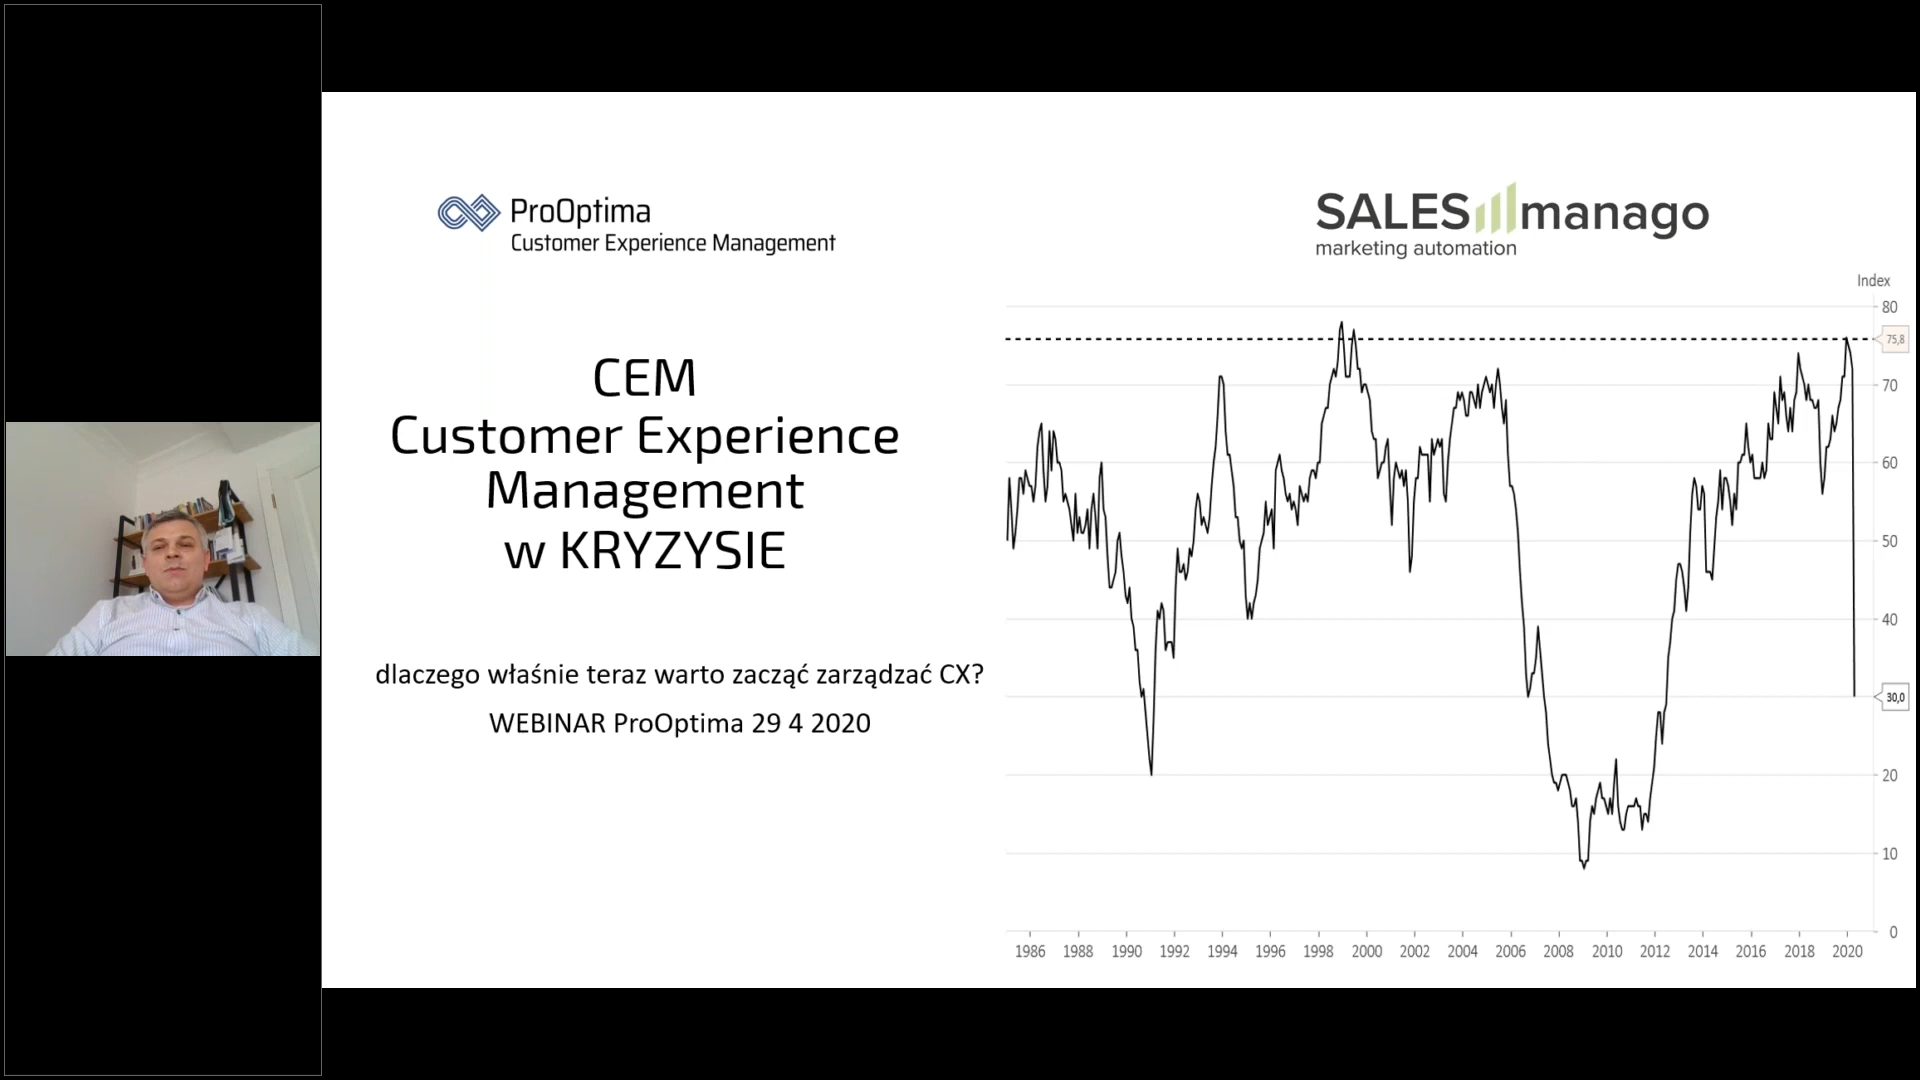 ProOptima
Customer Experience Management
SALES manago
marketing automation
CEM
Customer Experience
Management
w KRYZYSIE
dlaczego właśnie teraz warto zacząć zarządzać CX?
WEBINAR ProOptima 29 4 2020
Index
80
75,8
70
60
50
40
30,0
20
10
0
1986 1988 1990 1992 1994 1996 1998 2000 2002 2004 2006 2008 2010 2012 2014 2016 2018 2020